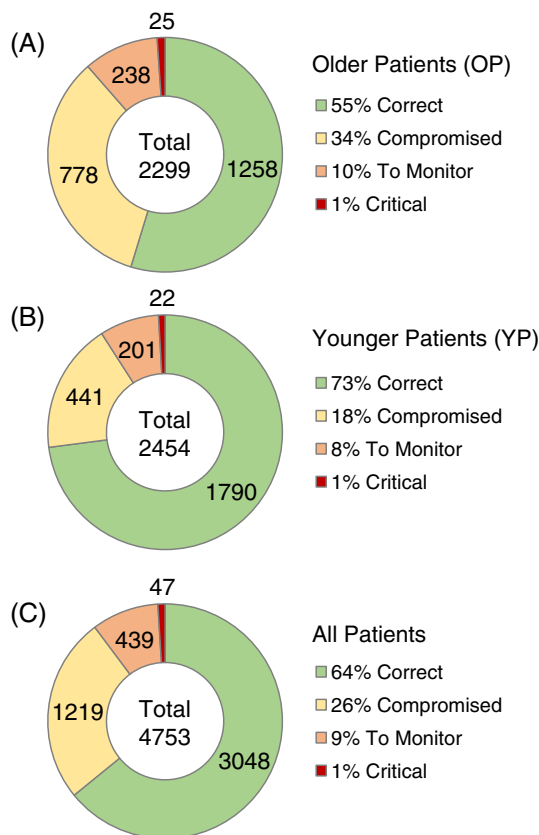 (A)
25
238
778
1258
Total
2299
Older Patients (OP)
55% Correct
34% Compromised
10% To Monitor
1% Critical
(B)
22
201
441
1790
Total
2454
Younger Patients (YP)
73% Correct
18% Compromised
8% To Monitor
1% Critical
(C)
47
439
1219
3048
Total
4753
All Patients
64% Correct
26% Compromised
9% To Monitor
1% Critical